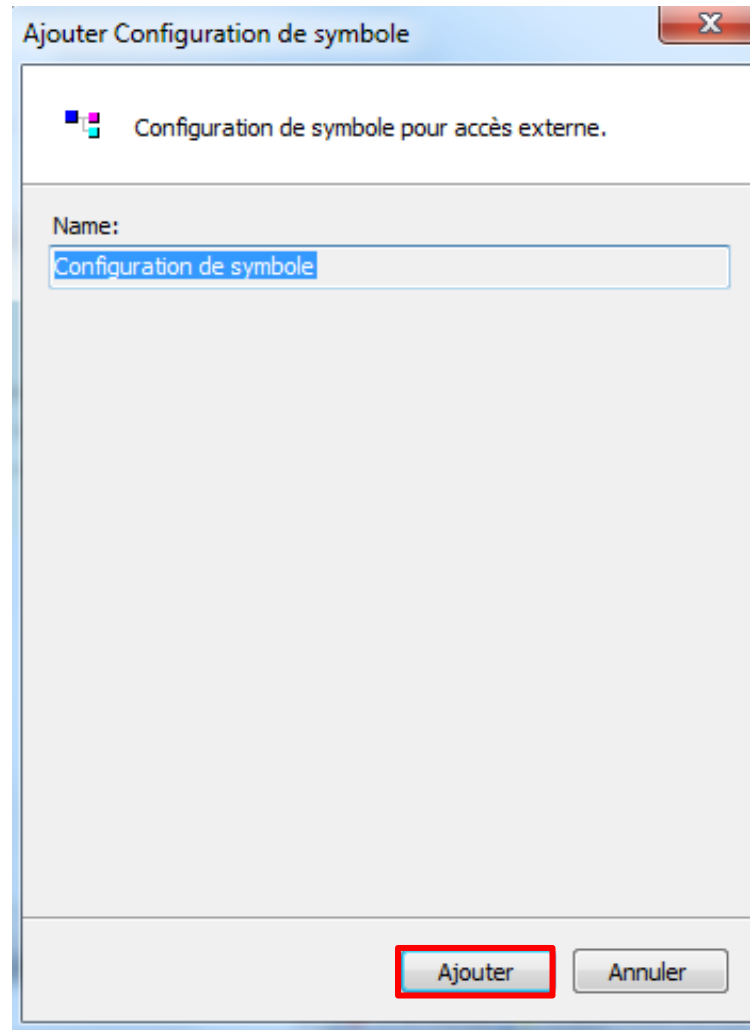 Ajouter Configuration de symbole
Configuration de symbole pour accès externe.
Name:
Configuration de symbole
Ajouter
Annuler